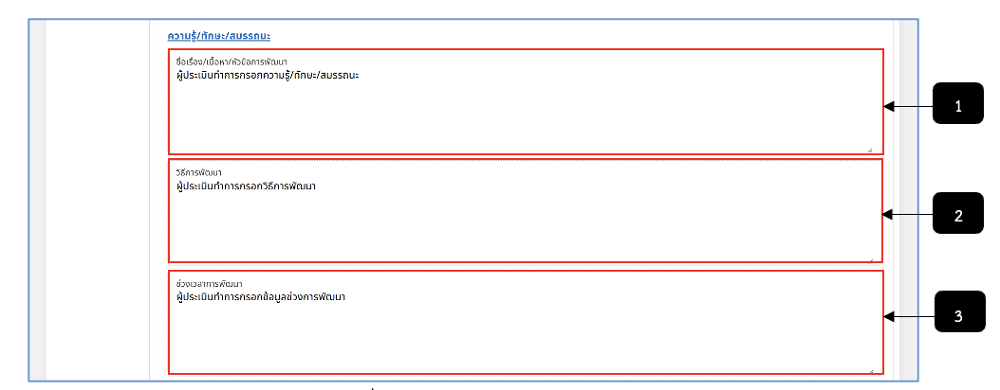 ความรู้/ทักษะ/สมรรถนะ
ชื่อเรื่อง/เนื้อหา/หัวข้อการพัฒนา
ผู้ประเมินทำการกรอกความรู้/ทักษะ/สมรรถนะ
1
วิธีการพัฒนา
ผู้ประเมินทำการกรอกวิธีการพัฒนา
2
ช่วงเวลาการพัฒนา
ผู้ประเมินทำการกรอกข้อมูลช่วงการพัฒนา
3